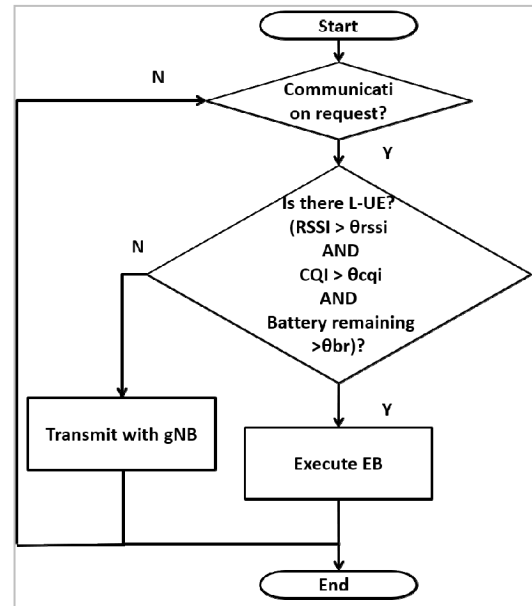 Start
N
Communicati
on request?
Y
Is there L-UE?
(RSSI > θrssi
AND
CQI > θcqi
AND
Battery remaining
>θbr)?
N
Y
Transmit with gNB
Execute EB
End